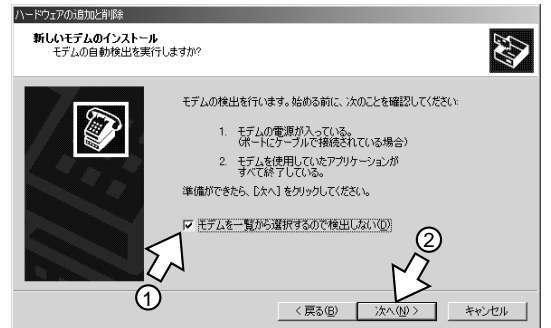 ハードウェアの追加と削除
新しいモデムのインストール
モデムの自動検出を実行しますか?
モデムの検出を行います。始める前に、次のことを確認してください:
1. モデムの電源が入っている。
(ポートにケーブルで接続されている場合)
2. モデムを使用していたアプリケーションが
すべて終了している。
準備ができたら、[次へ] をクリックしてください。
モデムを一覧から選択するので検出しない(D)
②
①
< 戻る(B) 次へ(N) > キャンセル